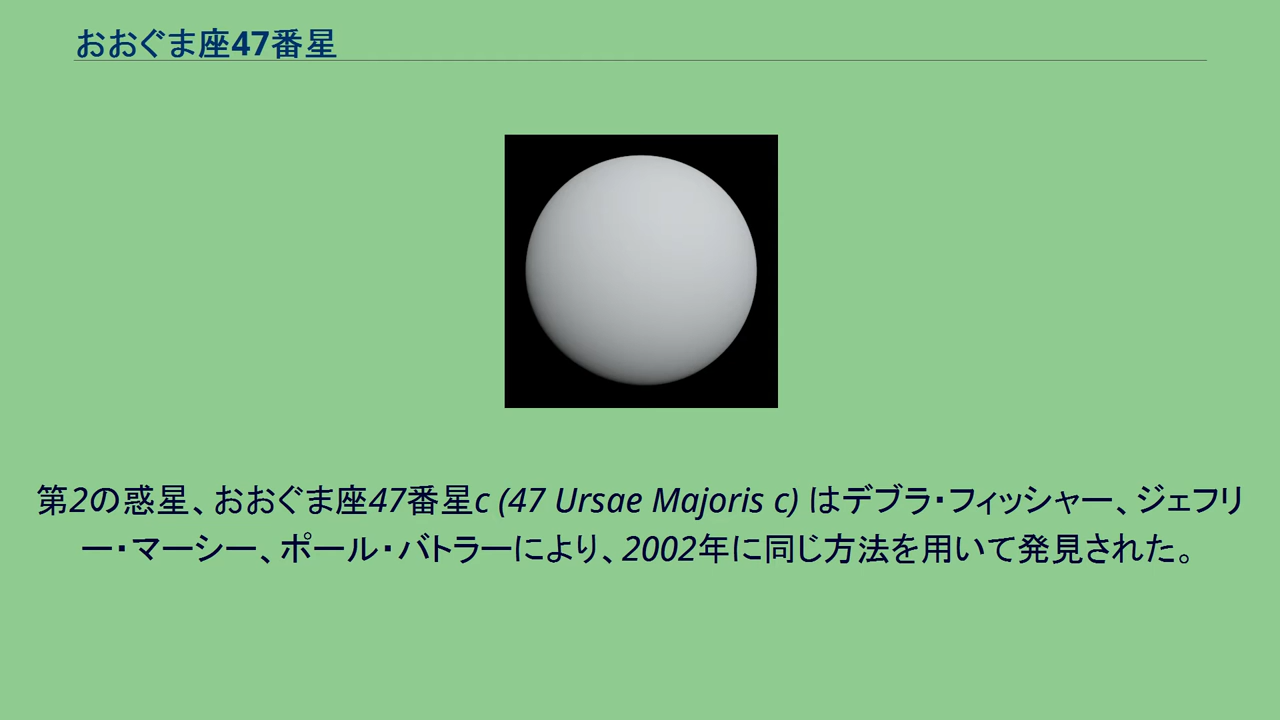 おおぐま座47番星
第2の惑星、おおぐま座47番星c (47 Ursae Majoris c) はデブラ・フィッシャー、ジェフリ
ー・マーシー、ポール・バトラーにより、2002年に同じ方法を用いて発見された。